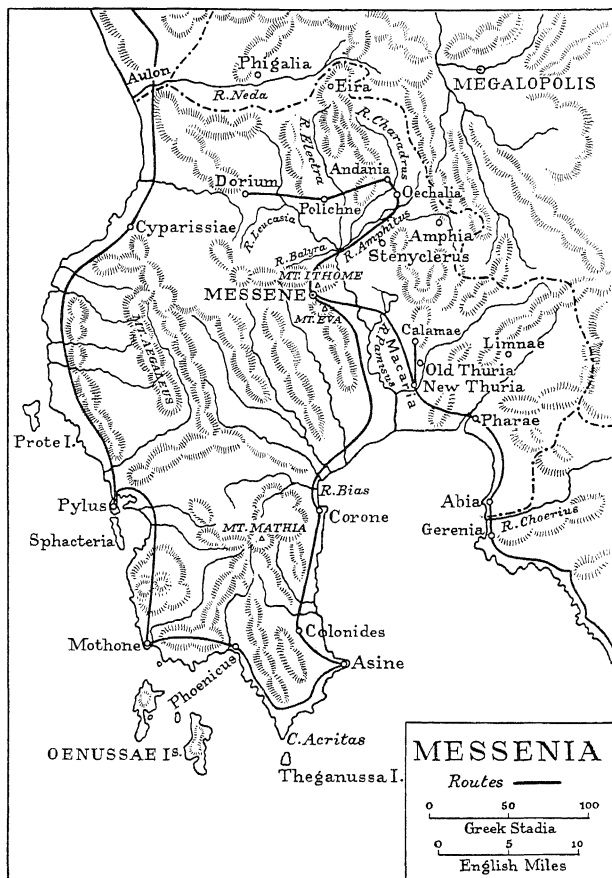 Aulon
Phigalia
R. Neda
Eira
MEGALOPOLIS
R. Electra
R. Charadrus
Andania
Dorium
Polichne
Oechalia
R. Leucasia
Cyparissiae
R. Amphitus
Amphia
R. Balyra
Stenyclerus
MT. ITHOME
MESSENE
MT. EVA
MT. AEGALEUS
R. Pamisus
Macaria
Calamae
Limnae
Old Thuria
New Thuria
Prote I.
Pharae
Pylus
R. Bias
Abia
Sphacteria
Corone
R. Choerius
MT. MATHIA
Gerenia
Mothone
Colonides
Phoenicus
Asine
OENUSSAE Is.
C. Acritas
Theganussa I.
MESSENIA
Routes
0 50 100
Greek Stadia
0 5 10
English Miles